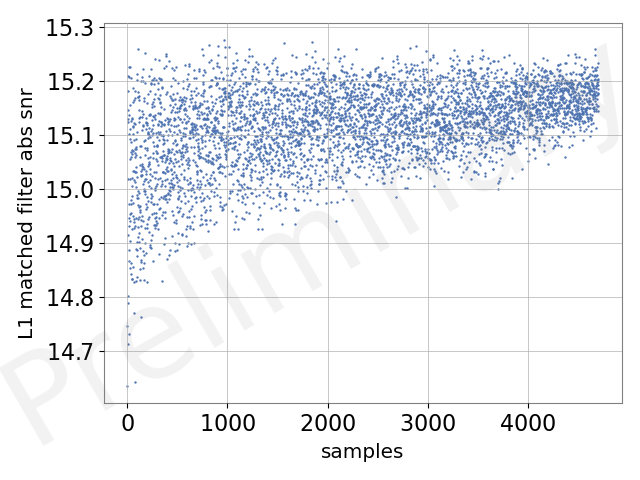 15.3
15.2
15.1
15.0
14.9
14.8
14.7
L1 matched filter abs snr
0 1000 2000 3000 4000
samples
Preliminary